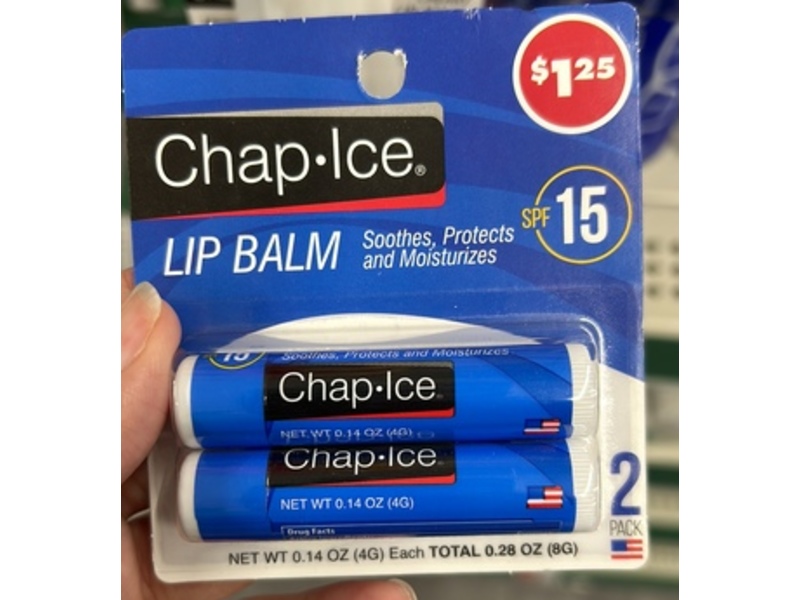 $1.25
Chap•Ice®
SPF 15
LIP BALM
Soothes, Protects
and Moisturizes
15
Soothes, Protects and Moisturizes
Chap•Ice
NET WT 0.14 OZ (4G)
Chap•Ice
NET WT 0.14 OZ (4G)
Drug Facts
2
PACK
NET WT 0.14 OZ (4G) Each TOTAL 0.28 OZ (8G)